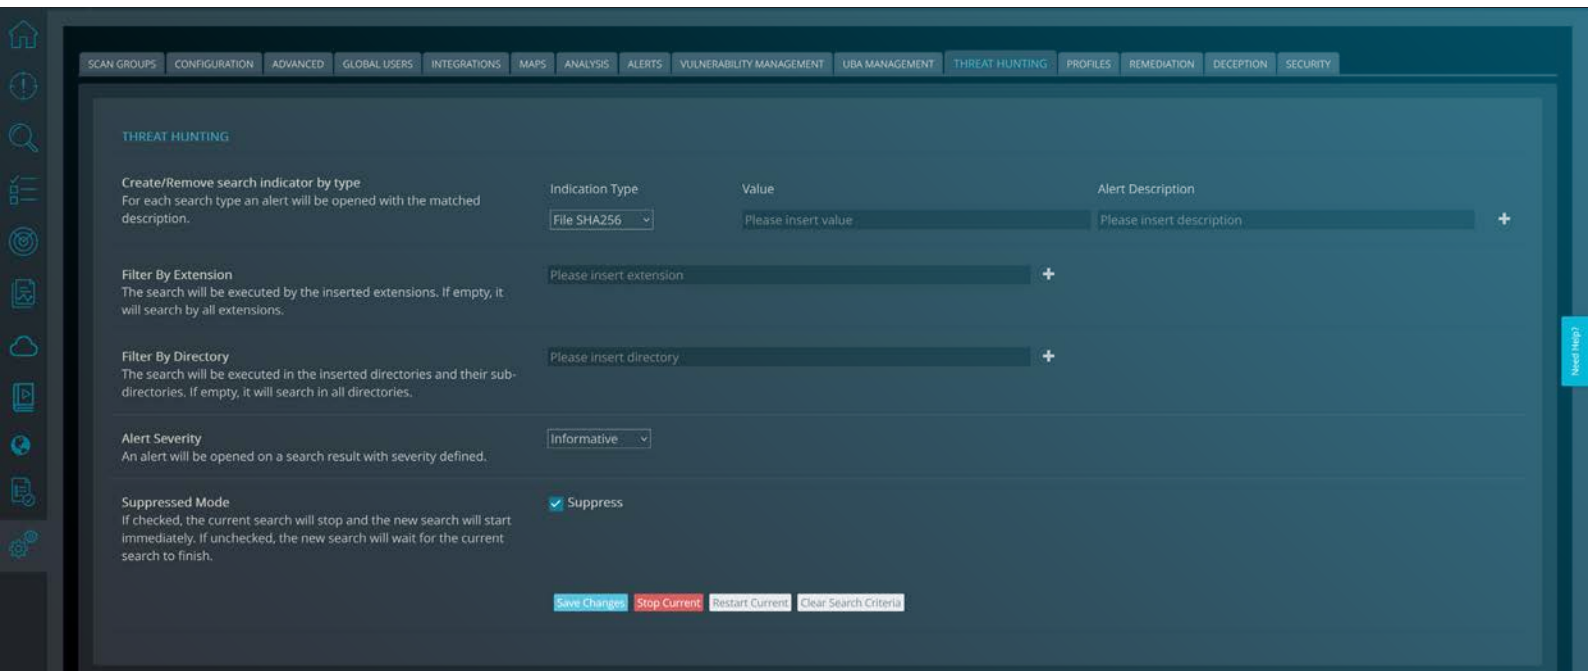 SCAN GROUPS CONFIGURATION ADVANCED GLOBAL USERS INTEGRATIONS MAPS ANALYSIS ALERTS VULNERABILITY MANAGEMENT UBA MANAGEMENT THREAT HUNTING PROFILES REMEDIATION DECEPTION SECURITY
THREAT HUNTING
Create/Remove search indicator by type
For each search type an alert will be opened with the matched
description.
Indication Type Value Alert Description
File SHA256 Please insert value Please insert description
Filter By Extension
The search will be executed by the inserted extensions. If empty, it
will search by all extensions.
Please insert extension
Filter By Directory
The search will be executed in the inserted directories and their sub-
directories. If empty, it will search in all directories.
Please insert directory
Alert Severity
An alert will be opened on a search result with severity defined.
Informative
Suppressed Mode
If checked, the current search will stop and the new search will start
immediately. If unchecked, the new search will wait for the current
search to finish.
Suppress
Save Changes Stop Current Restart Current Clear Search Criteria
Need Help?